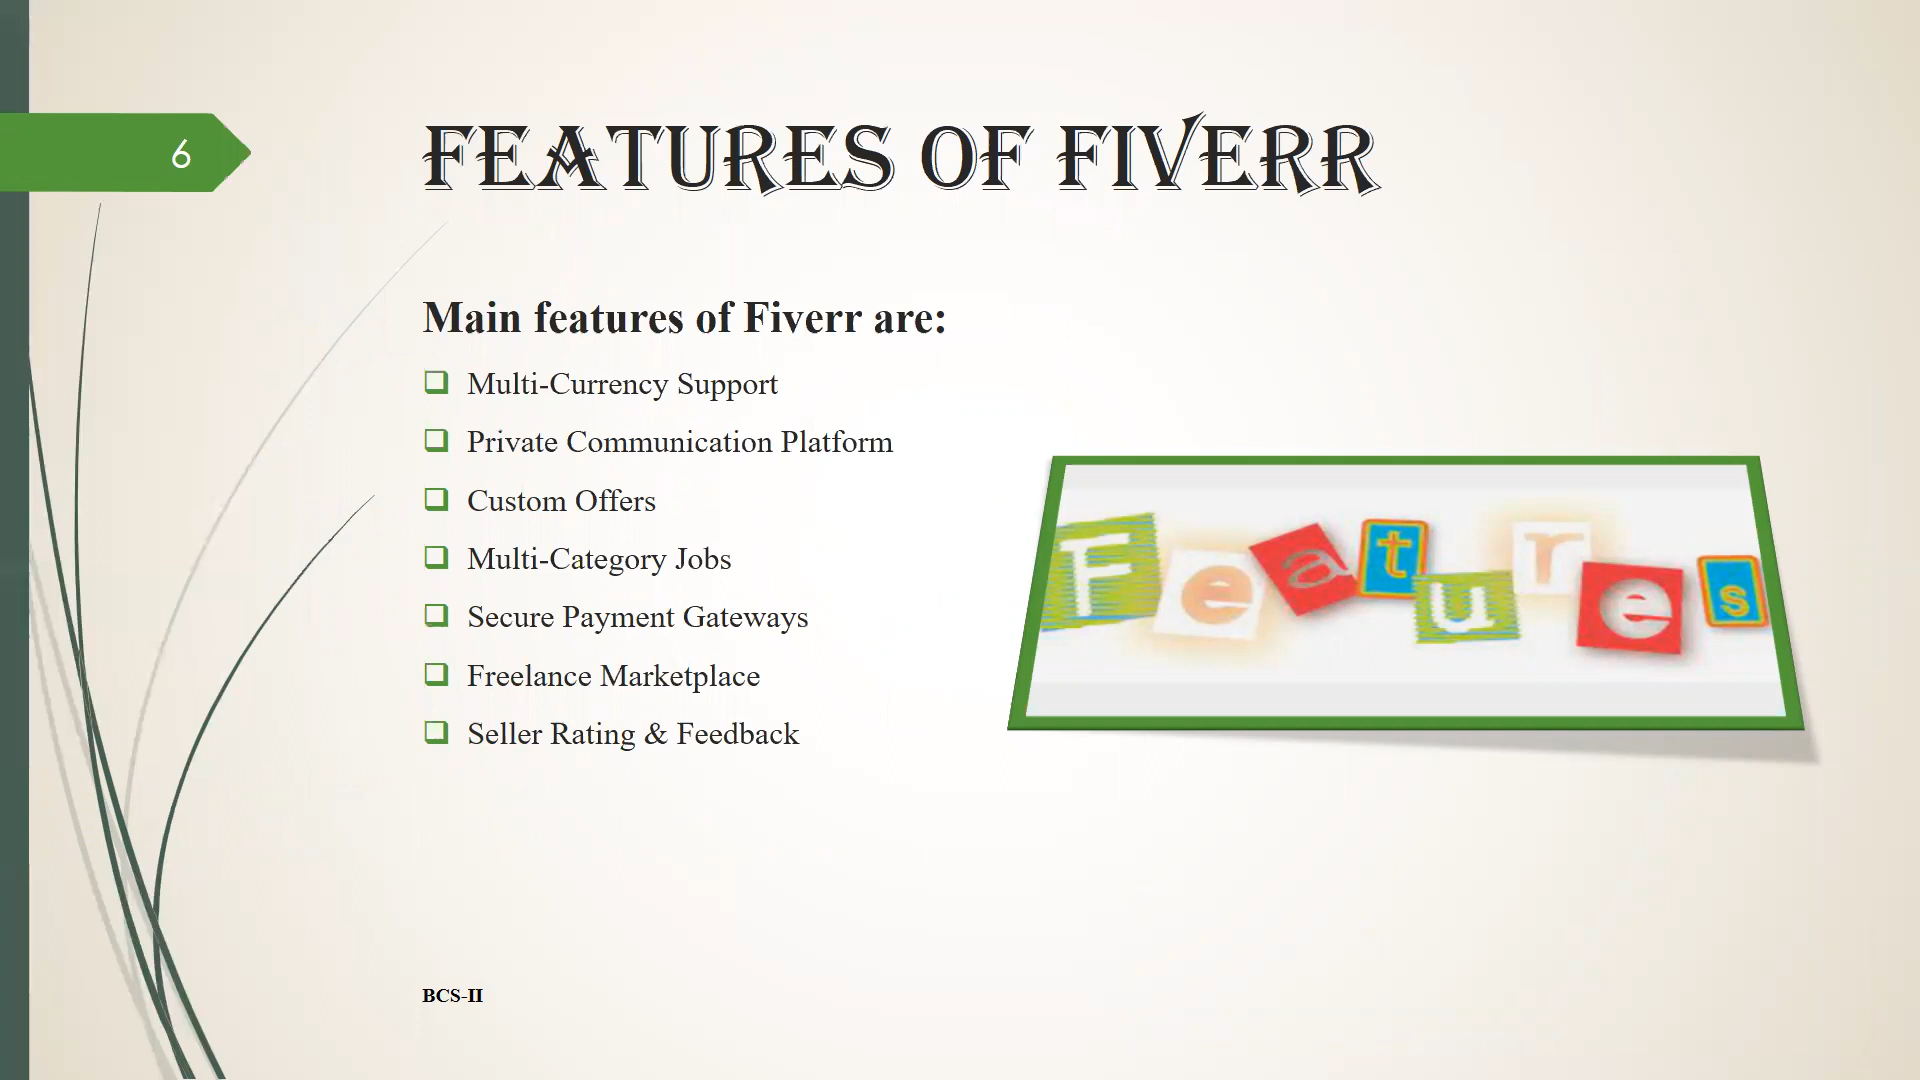 6
FEATURES OF FIVERR
Main features of Fiverr are:
Multi-Currency Support
Private Communication Platform
Custom Offers
Multi-Category Jobs
Secure Payment Gateways
Freelance Marketplace
Seller Rating & Feedback
Features
BCS-II